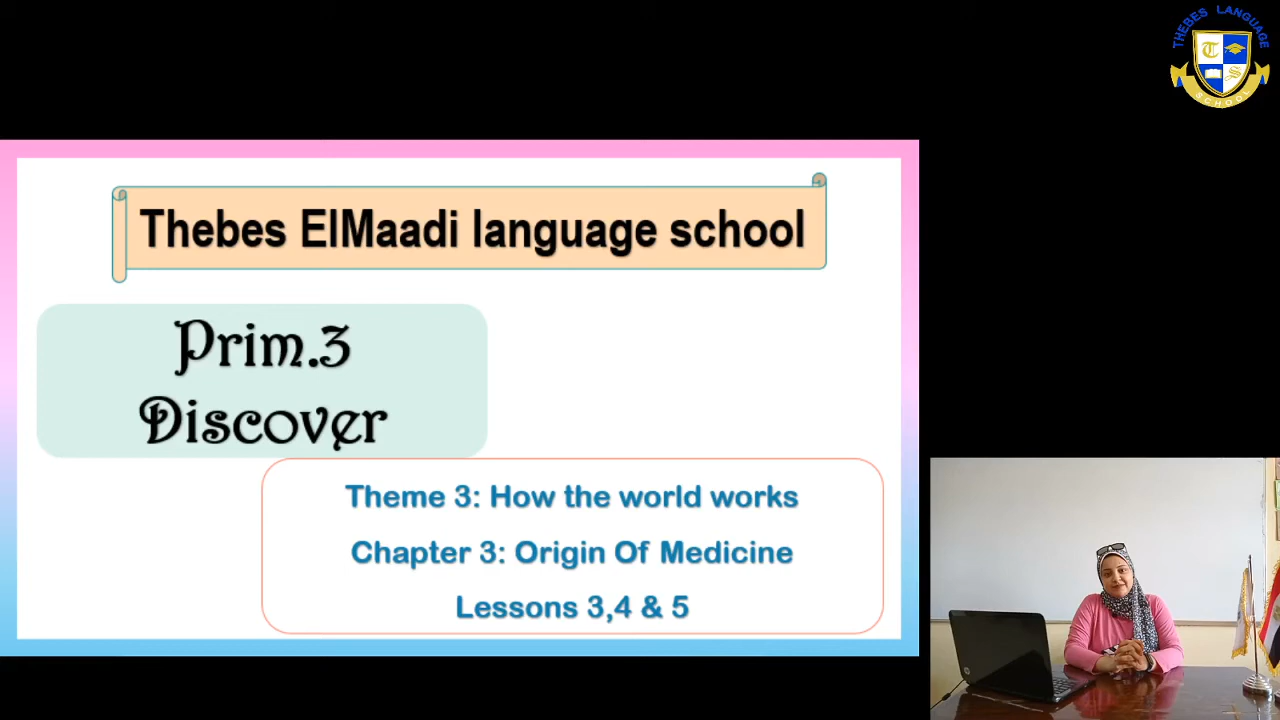 THEBES LANGUAGE
T
S
SCHOOL
Thebes ElMaadi language school
Prim.3
Discover
Theme 3: How the world works
Chapter 3: Origin Of Medicine
Lessons 3,4 & 5